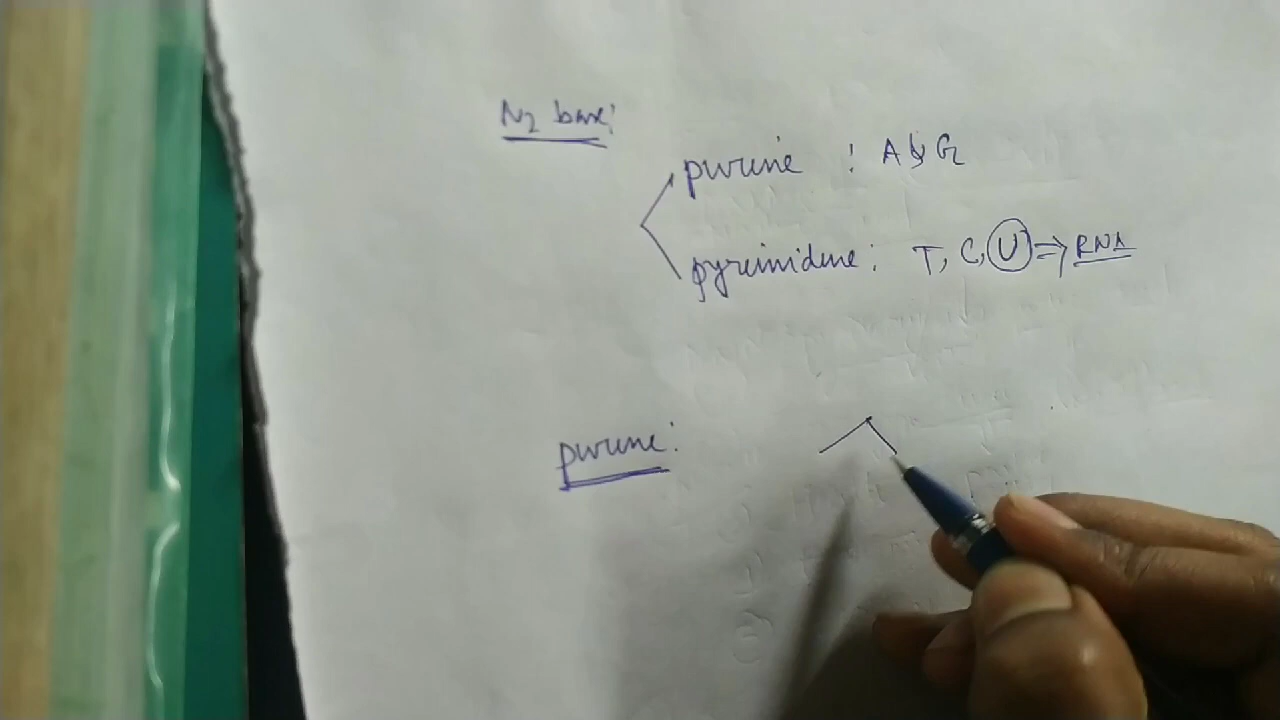 N2 base:
purine : A & G
pyrimidine : T, C, U ⇒ RNA
purine :